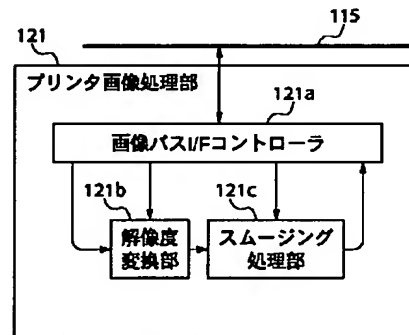 121
115
プリンタ画像処理部
121a
画像バスI/Fコントローラ
121b
121c
解像度
変換部
スムージング
処理部